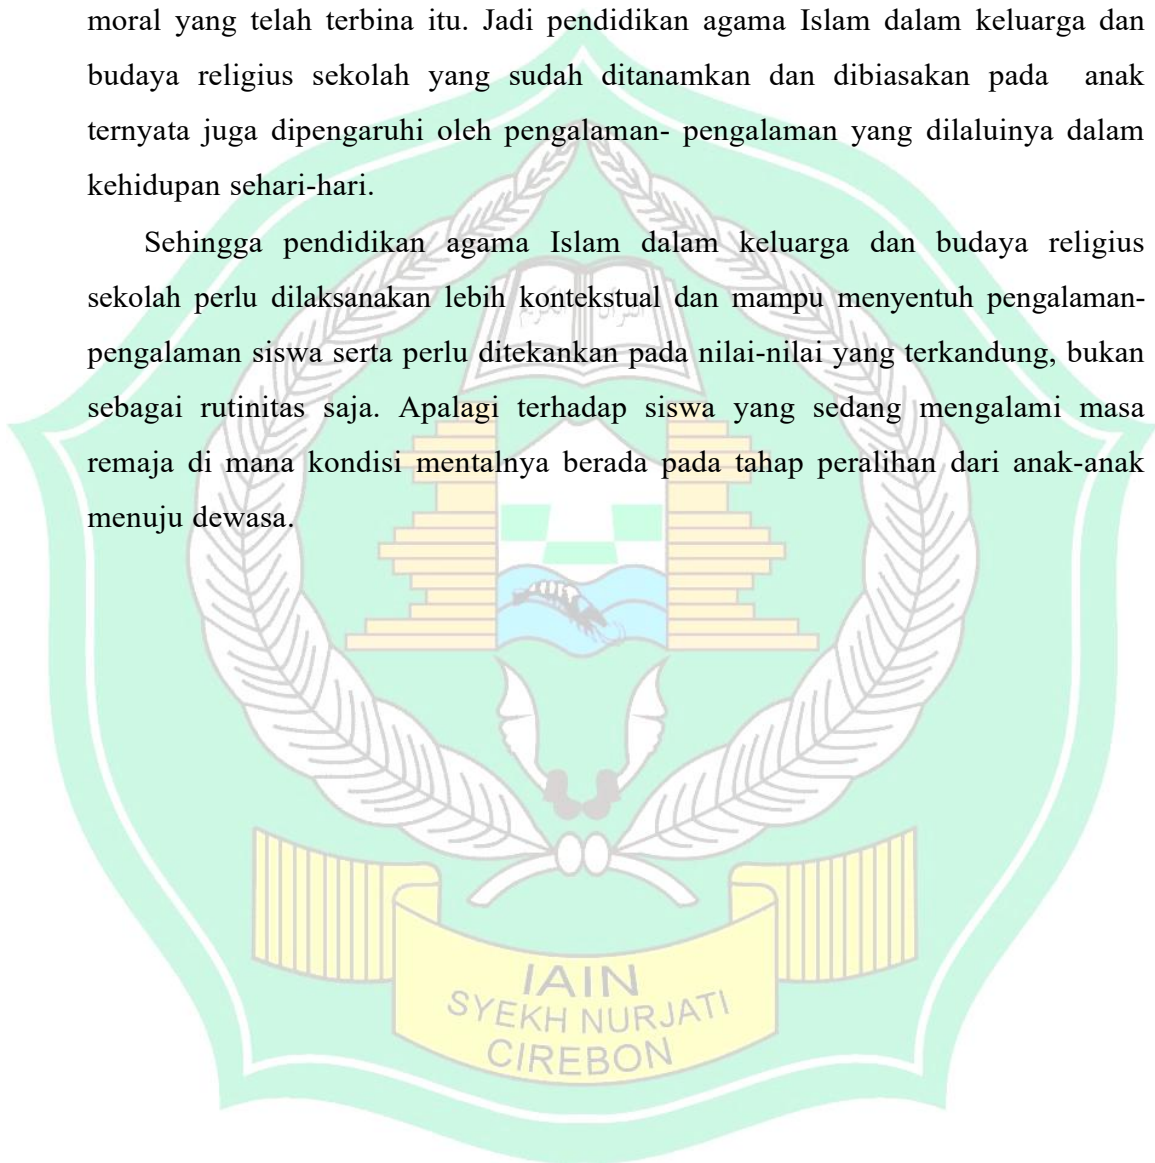 moral yang telah terbina itu. Jadi pendidikan agama Islam dalam keluarga dan
budaya religius sekolah yang sudah ditanamkan dan dibiasakan pada anak
ternyata juga dipengaruhi oleh pengalaman- pengalaman yang dilaluinya dalam
kehidupan sehari-hari.
Sehingga pendidikan agama Islam dalam keluarga dan budaya religius
sekolah perlu dilaksanakan lebih kontekstual dan mampu menyentuh pengalaman-
pengalaman siswa serta perlu ditekankan pada nilai-nilai yang terkandung, bukan
sebagai rutinitas saja. Apalagi terhadap siswa yang sedang mengalami masa
remaja di mana kondisi mentalnya berada pada tahap peralihan dari anak-anak
menuju dewasa.
IAIN
SYEKH NURJATI
CIREBON